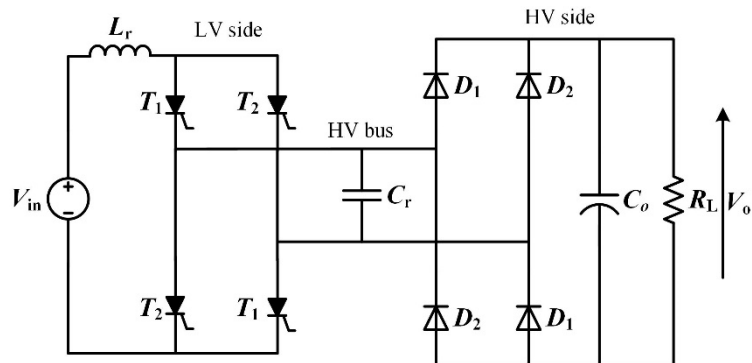 HV side
Lr
LV side
T1
T2
D1
D2
HV bus
Vin
+
−
Cr
Co
RL
Vo
T2
T1
D2
D1